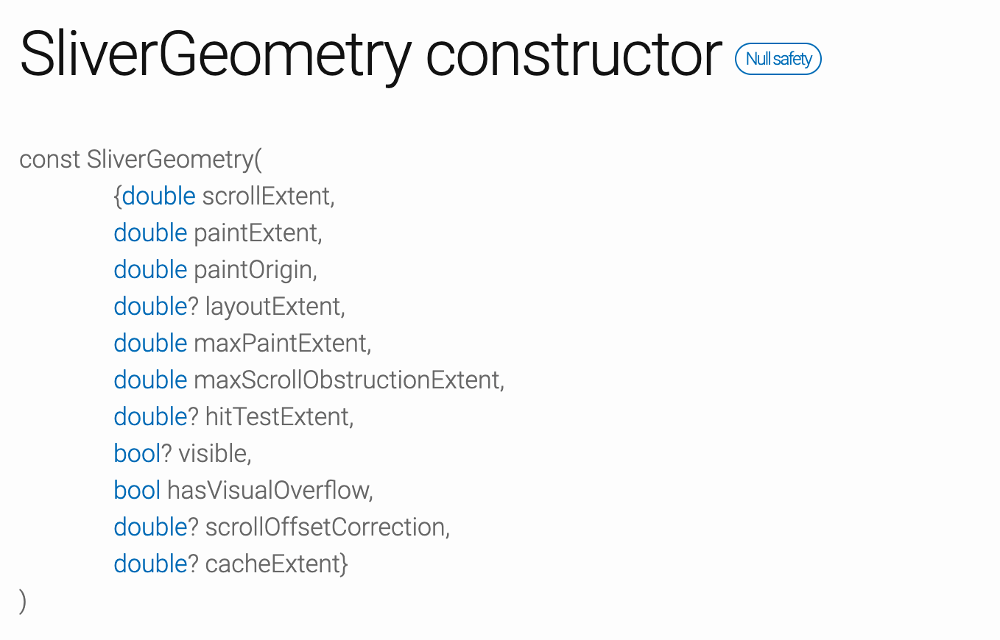 SliverGeometry constructor Null safety
const SliverGeometry(
{double scrollExtent,
double paintExtent,
double paintOrigin,
double? layoutExtent,
double maxPaintExtent,
double maxScrollObstructionExtent,
double? hitTestExtent,
bool? visible,
bool hasVisualOverflow,
double? scrollOffsetCorrection,
double? cacheExtent}
)